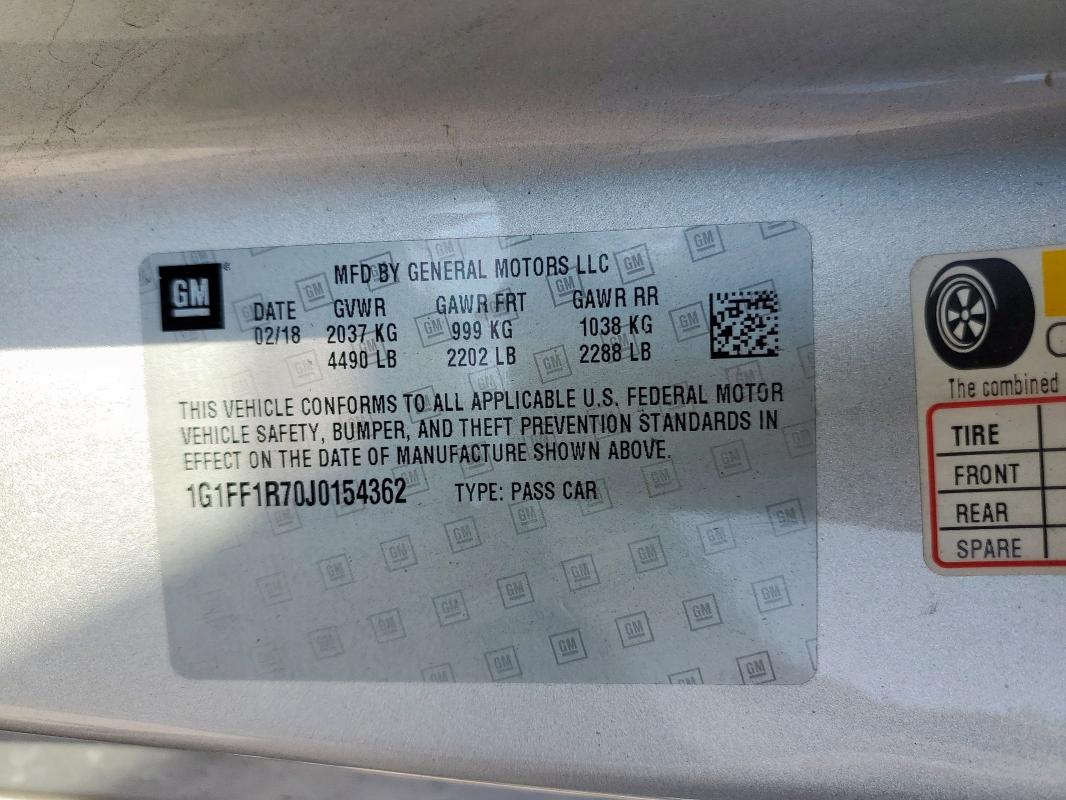 GM
MFD BY GENERAL MOTORS LLC
DATE GVWR GAWR FRT GAWR RR
02/18 2037 KG 999 KG 1038 KG
4490 LB 2202 LB 2288 LB
THIS VEHICLE CONFORMS TO ALL APPLICABLE U.S. FEDERAL MOTOR
VEHICLE SAFETY, BUMPER, AND THEFT PREVENTION STANDARDS IN
EFFECT ON THE DATE OF MANUFACTURE SHOWN ABOVE.
1G1FF1R70J0154362 TYPE: PASS CAR
The combined
TIRE
FRONT
REAR
SPARE